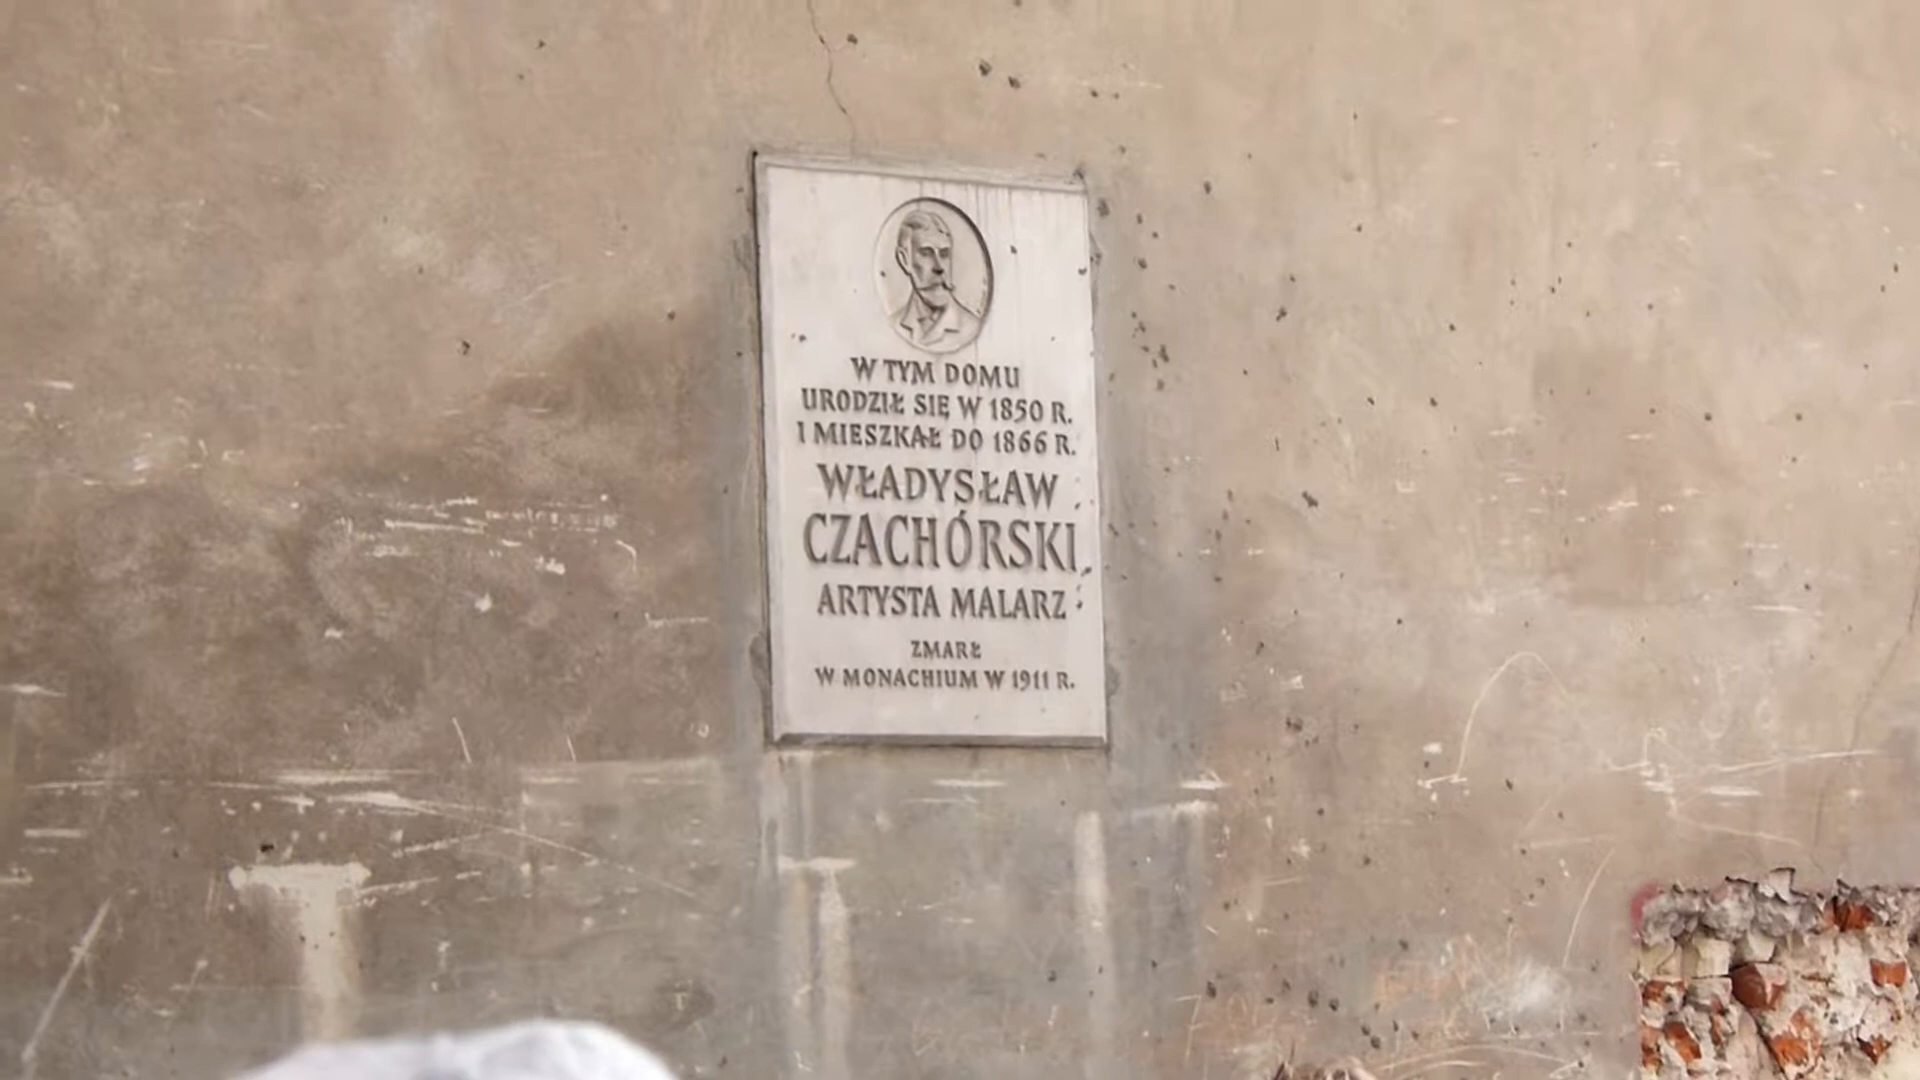 W TYM DOMU
URODZIŁ SIĘ W 1850 R.
I MIESZKAŁ DO 1866 R.
WŁADYSŁAW
CZACHÓRSKI
ARTYSTA MALARZ
ZMARŁ
W MONACHIUM W 1911 R.